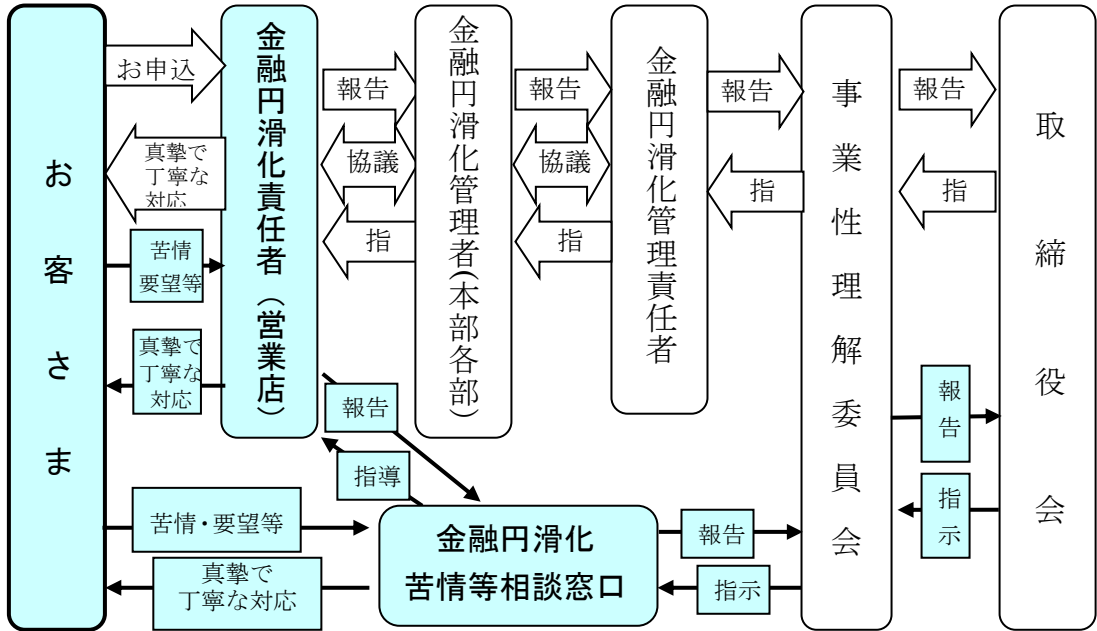 お客さま
お申込
真摯で
丁寧な
対応
苦情
要望等
真摯で
丁寧な
対応
金融円滑化責任者（営業店）
報告
協議
指
金融円滑化管理者（本部各部）
報告
協議
指
金融円滑化管理責任者
報告
指
事業性理解委員会
報告
指
取締役会
報告
指示
報告
指導
苦情・要望等
真摯で
丁寧な対応
金融円滑化
苦情等相談窓口
報告
指示